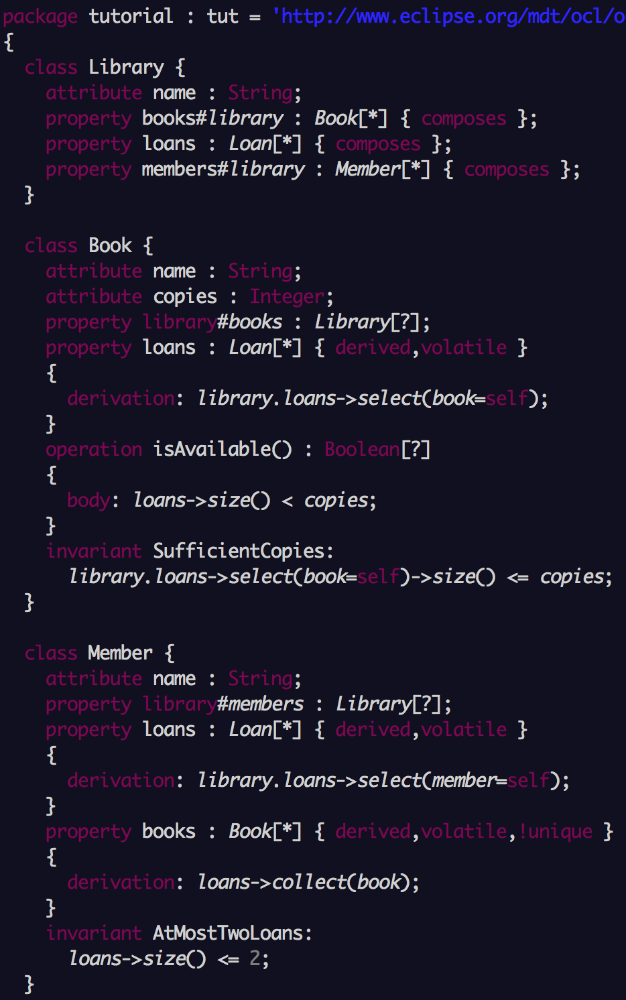 package tutorial : tut = 'http://www.eclipse.org/mdt/ocl/o
{
  class Library {
    attribute name : String;
    property books#library : Book[*] { composes };
    property loans : Loan[*] { composes };
    property members#library : Member[*] { composes };
  }

  class Book {
    attribute name : String;
    attribute copies : Integer;
    property library#books : Library[?];
    property loans : Loan[*] { derived,volatile }
    {
      derivation: library.loans->select(book=self);
    }
    operation isAvailable() : Boolean[?]
    {
      body: loans->size() < copies;
    }
    invariant SufficientCopies:
      library.loans->select(book=self)->size() <= copies;
  }

  class Member {
    attribute name : String;
    property library#members : Library[?];
    property loans : Loan[*] { derived,volatile }
    {
      derivation: library.loans->select(member=self);
    }
    property books : Book[*] { derived,volatile,!unique }
    {
      derivation: loans->collect(book);
    }
    invariant AtMostTwoLoans:
      loans->size() <= 2;
  }